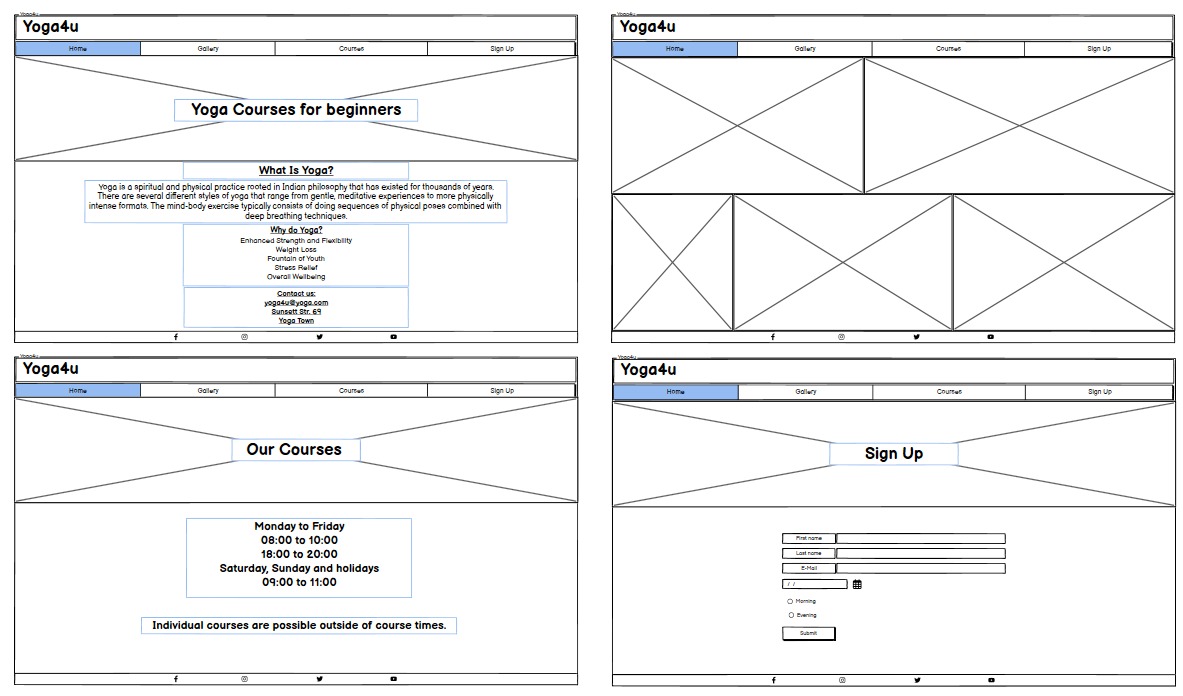 Yoga4u
Yoga4u
Home Gallery Courses Sign Up
Yoga Courses for beginners
What Is Yoga?
Yoga is a spiritual and physical practice rooted in Indian philosophy that has existed for thousands of years.
There are several different styles of yoga that range from gentle, meditative experiences to more physically
intense formats. The mind-body exercise typically consists of doing sequences of physical poses combined with
deep breathing techniques.
Why do Yoga?
Enhanced Strength and Flexibility
Weight Loss
Fountain of Youth
Stress Relief
Overall Wellbeing
Contact us:
yoga4u@yoga.com
Sunsett Str. 69
Yoga Town
Yoga4u
Yoga4u
Home Gallery Courses Sign Up
Yoga4u
Yoga4u
Home Gallery Courses Sign Up
Our Courses
Monday to Friday
08:00 to 10:00
18:00 to 20:00
Saturday, Sunday and holidays
09:00 to 11:00
Individual courses are possible outside of course times.
Yoga4u
Yoga4u
Home Gallery Courses Sign Up
Sign Up
First name
Last name
E-Mail
/ /
Morning
Evening
Submit